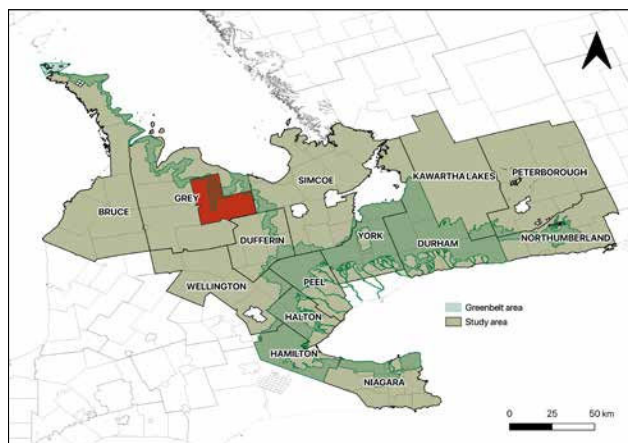 KAWARTHA LAKES
PETERBOROUGH
SIMCOE
GREY
BRUCE
NORTHUMBERLAND
YORK
DUFFERIN
DURHAM
PEEL
WELLINGTON
Greenbelt area
HALTON
Study area
HAMILTON
NIAGARA
0 25 50 km